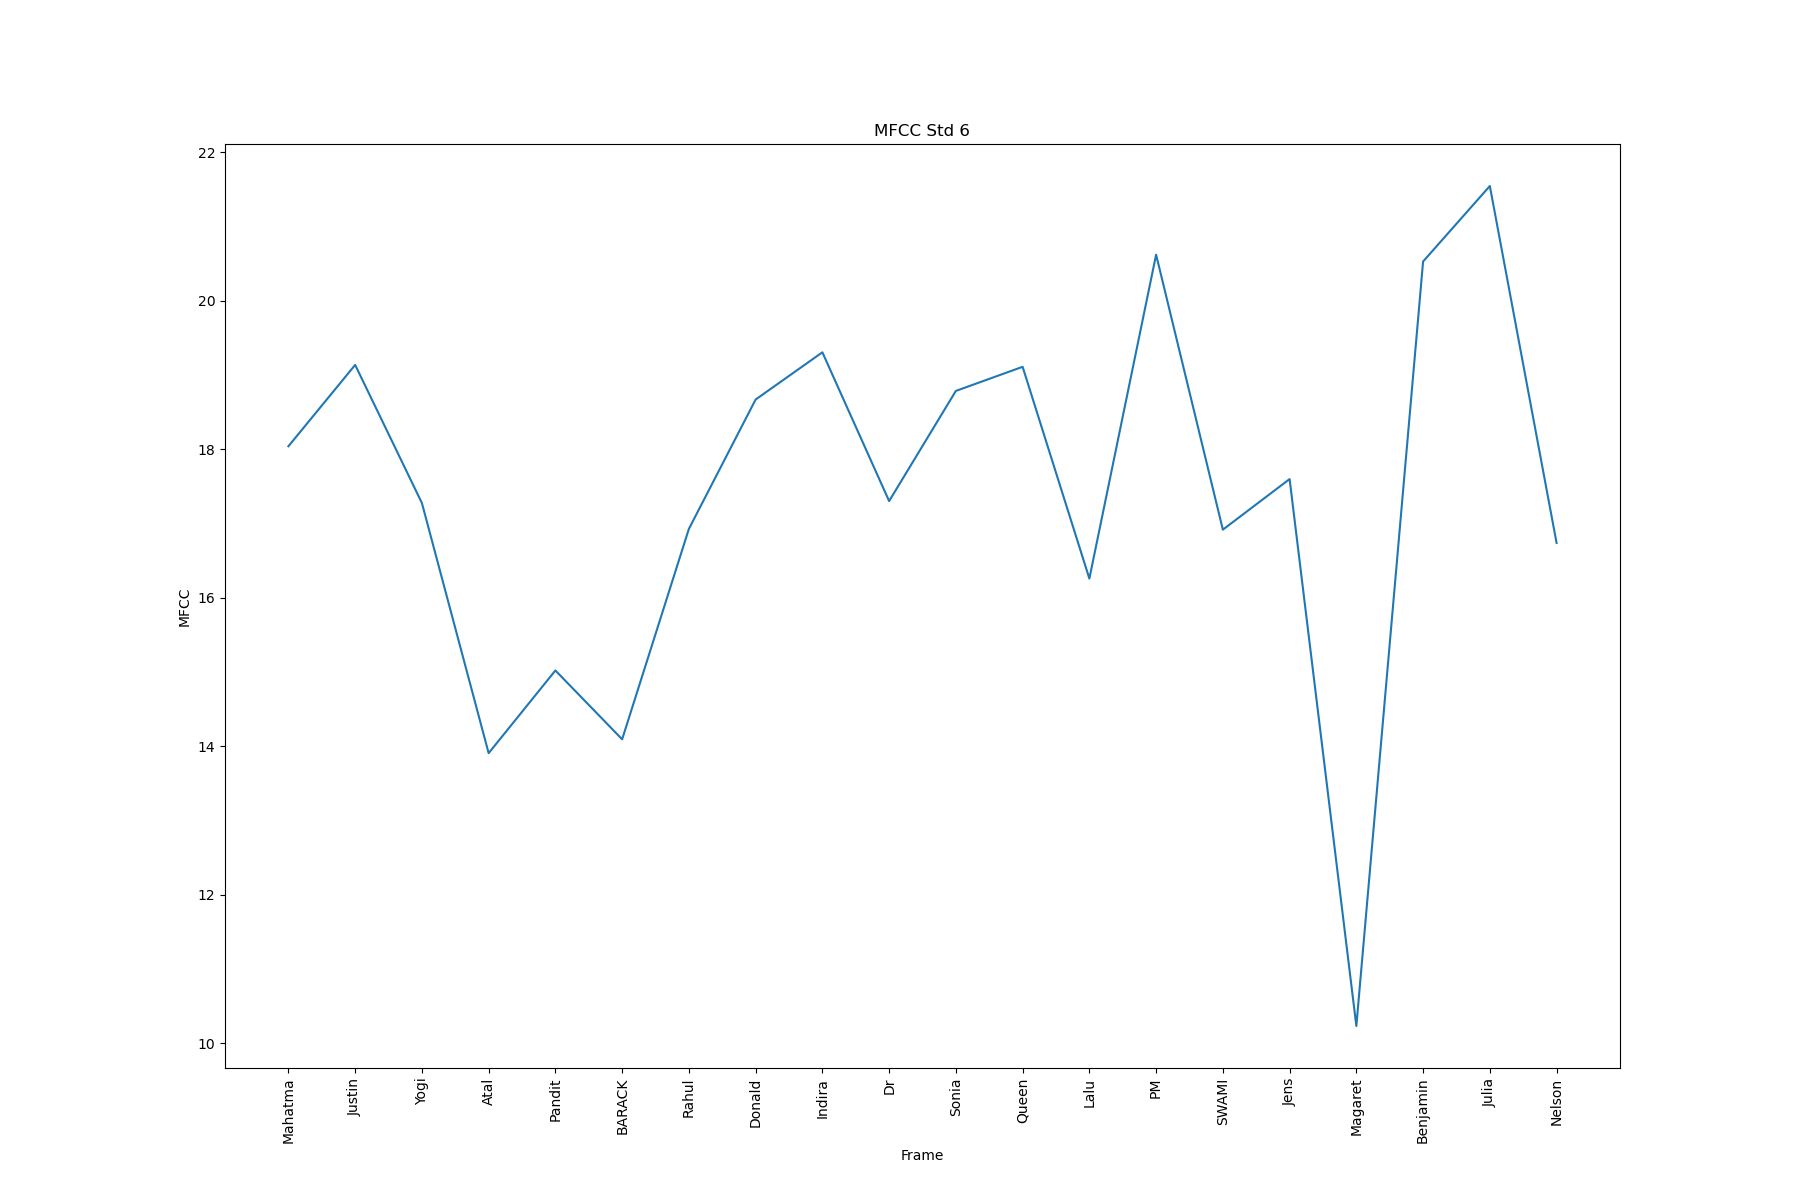 MFCC Std 6
22
20
18
16
14
12
10
MFCC
Mahatma
Justin
Yogi
Atal
Pandit
BARACK
Rahul
Donald
Indira
Dr
Sonia
Queen
Lalu
PM
SWAMI
Jens
Magaret
Benjamin
Julia
Nelson
Frame